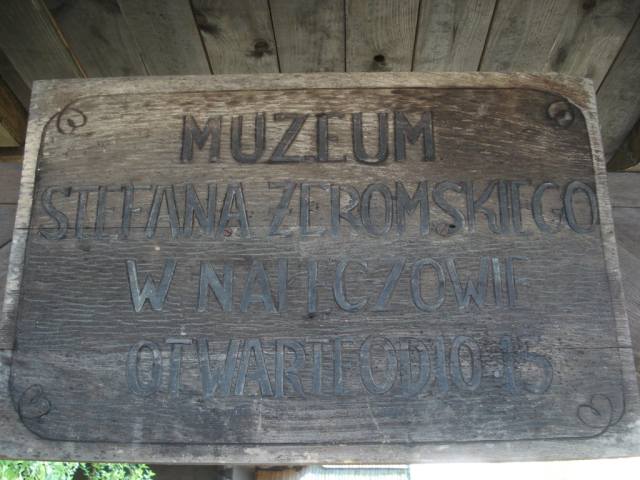 MUZEUM
STEFANA ŻEROMSKIEGO
W NAŁĘCZOWIE
OTWARTE OD 10-15